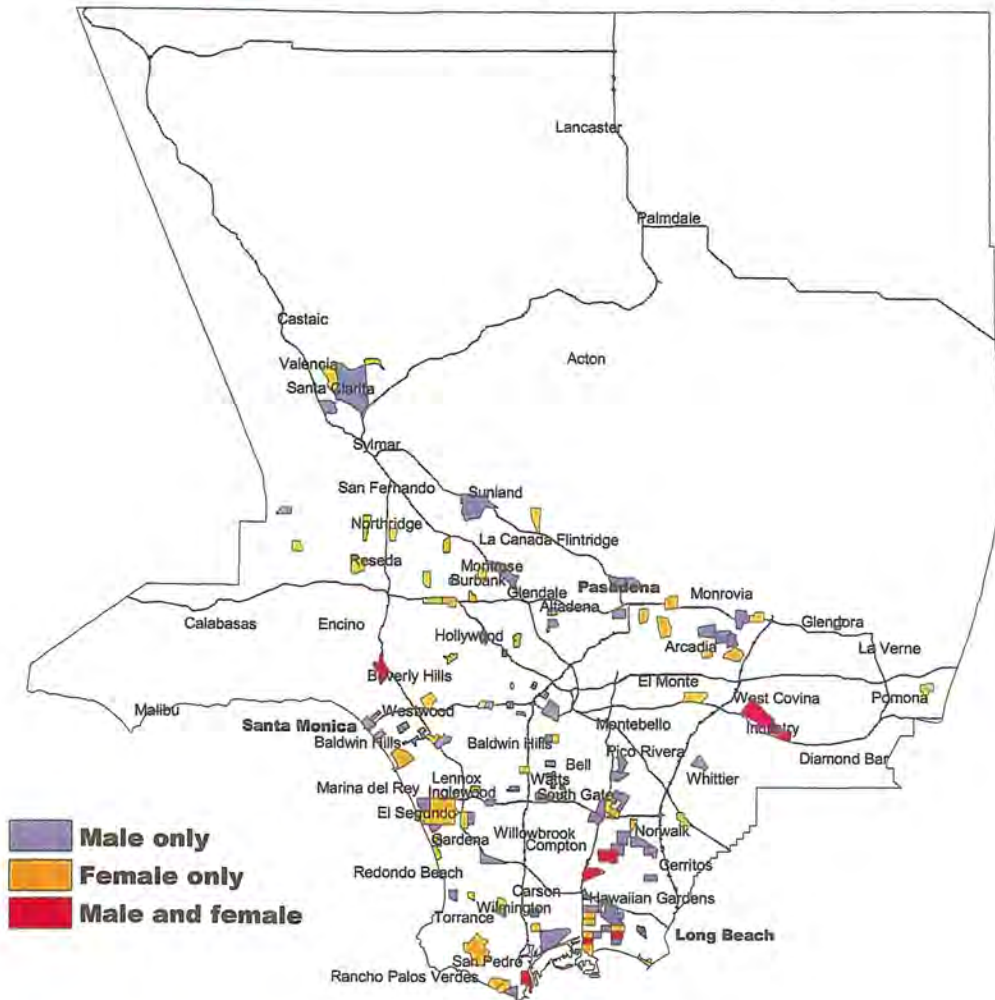 Lancaster
Palmdale
Castaic
Valencia
Acton
Santa Clarita
Sylmar
San Fernando
Sunland
Northridge
La Canada Flintridge
Reseda
Montrose
Burbank
Pasadena
Glendale
Monrovia
Altadena
Calabasas
Encino
Hollywood
Glendora
Arcadia
La Verne
Beverly Hills
El Monte
West Covina
Pomona
Malibu
Westwood
Santa Monica
Montebello
Industry
Baldwin Hills
Baldwin Hills
Pico Rivera
Diamond Bar
Bell
Whittier
Marina del Rey
Lennox
Watts
Inglewood
South Gate
El Segundo
Male only
Gardena
Willowbrook
Norwalk
Compton
Female only
Redondo Beach
Cerritos
Carson
Hawaiian Gardens
Male and female
Wilmington
Torrance
Long Beach
San Pedro
Rancho Palos Verdes